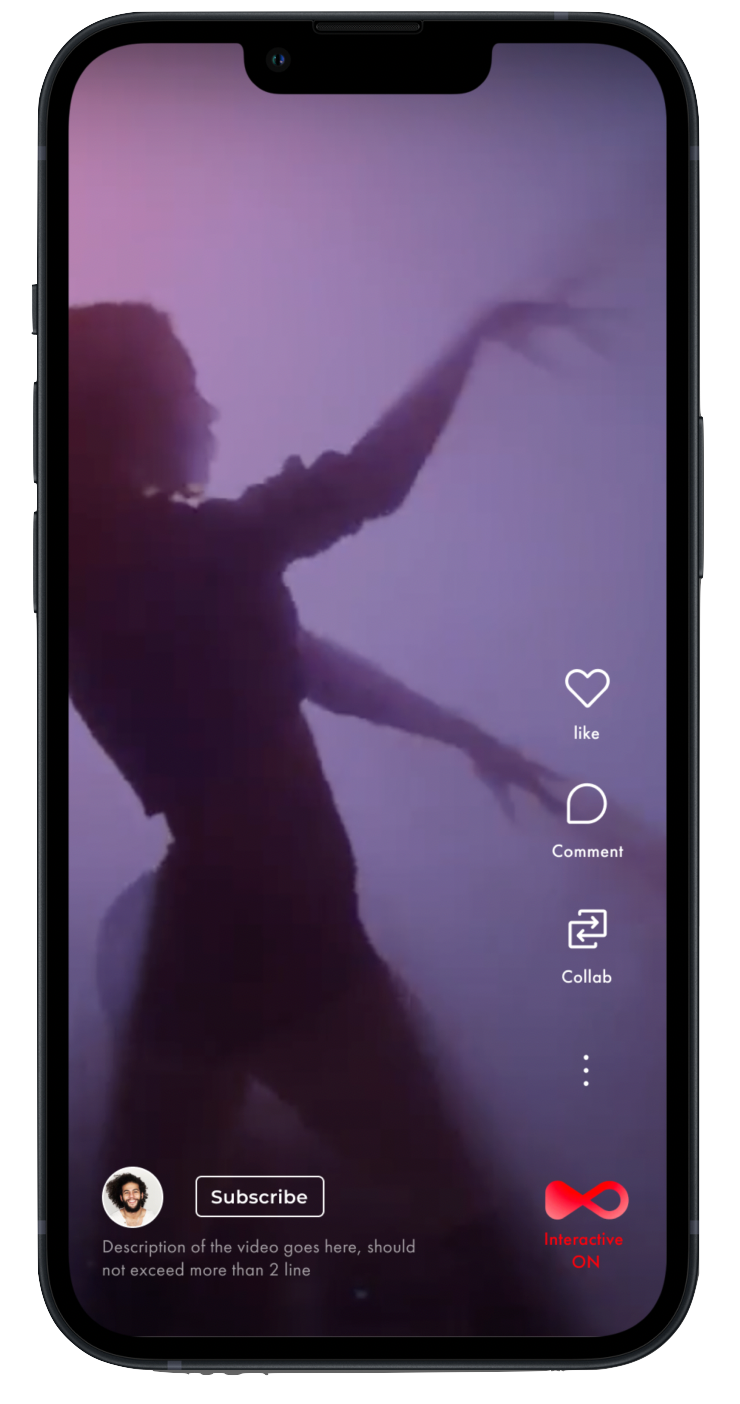 like
Comment
Collab
Subscribe
Description of the video goes here, should
not exceed more than 2 line
Interactive
ON